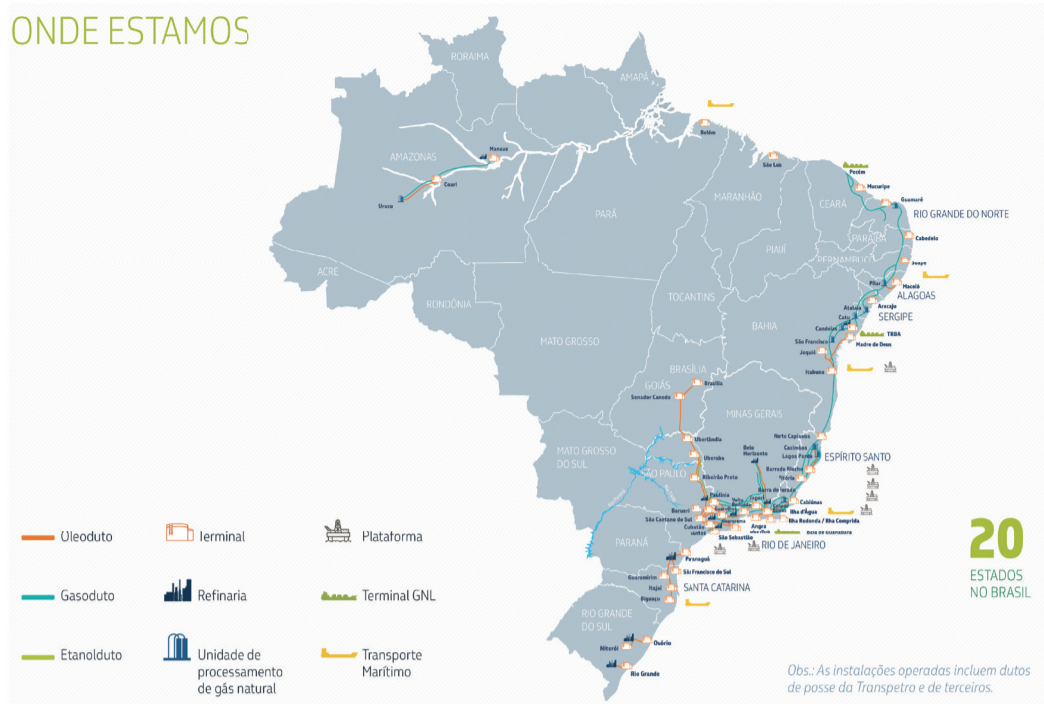 ONDE ESTAMOS
RORAIMA
AMAPÁ
Belém
Manaus
AMAZONAS
Coari
Urucu
São Luis
Pecém
Mucuripe
Guamaré
MARANHÃO
CEARÁ
RIO GRANDE DO NORTE
PARÁ
PARAÍBA
Cabedelo
PIAUÍ
PERNAMBUCO
Suape
ACRE
Pilar
Maceió
ALAGOAS
RONDÔNIA
TOCANTINS
Atalaia
Aracaju
SERGIPE
Catu
BAHIA
Candeias
TRBA
MATO GROSSO
São Francisco
Madre de Deus
Jequié
Itabuna
BRASÍLIA
Brasília
GOIÁS
Senador Canedo
MINAS GERAIS
Norte Capixaba
Uberlândia
Cacimbas
Belo
Horizonte
Lagoa Parda
ESPÍRITO SANTO
MATO GROSSO
DO SUL
Uberaba
Barra do Riacho
Vitória
SÃO PAULO
Ribeirão Preto
Paulínia
Cabiúnas
Barueri
Ilha d'Água
São Caetano do Sul
Ilha Redonda / Ilha Comprida
Cubatão
Angra
São Sebastião
RIO DE JANEIRO
PARANÁ
Paranaguá
São Francisco do Sul
Guaramirim
Itajaí
SANTA CATARINA
Biguaçu
RIO GRANDE
DO SUL
Osório
Niterói
Rio Grande
Oleoduto
Terminal
Plataforma
Gasoduto
Refinaria
Terminal GNL
Etanolduto
Unidade de
processamento
de gás natural
Transporte
Marítimo
20
ESTADOS
NO BRASIL
Obs.: As instalações operadas incluem dutos
de posse da Transpetro e de terceiros.